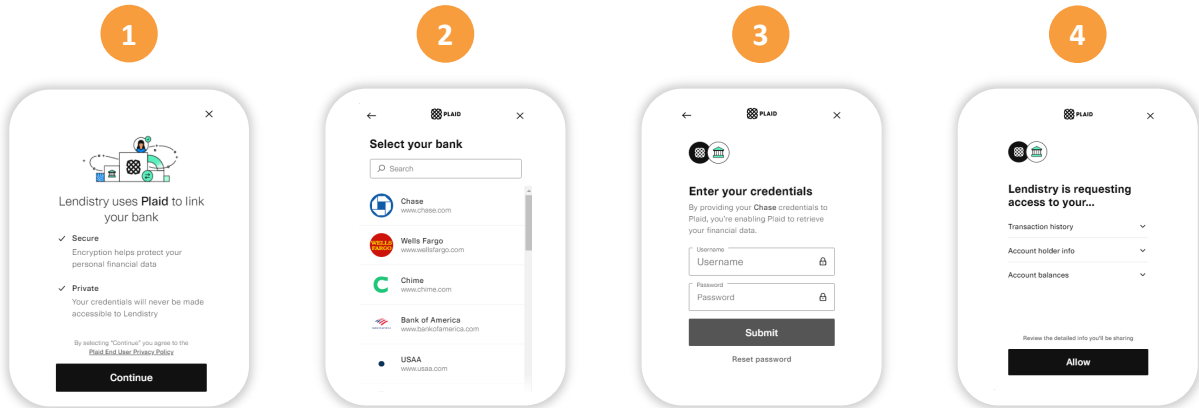 1
Lendistry uses Plaid to link
your bank
Secure
Encryption helps protect your
personal financial data
Private
Your credentials will never be made
accessible to Lendistry
By selecting "Continue" you agree to the
Plaid End User Privacy Policy
Continue
2
PLAID
Select your bank
Search
Chase
www.chase.com
WELLS
FARGO
Wells Fargo
www.wellsfargo.com
C
Chime
www.chime.com
Bank of America
www.bankofamerica.com
USAA
www.usaa.com
3
PLAID
Enter your credentials
By providing your Chase credentials to
Plaid, you're enabling Plaid to retrieve
your financial data.
Username
Username
Password
Password
Submit
Reset password
4
PLAID
Lendistry is requesting
access to your...
Transaction history
Account holder info
Account balances
Review the detailed info you'll be sharing
Allow